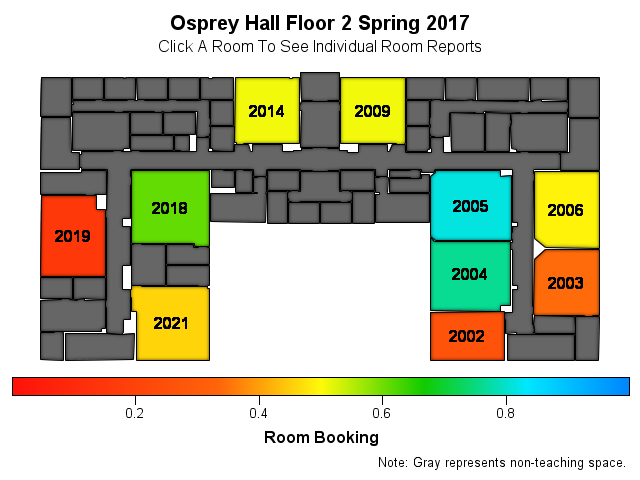 Osprey Hall Floor 2 Spring 2017
Click A Room To See Individual Room Reports
2014 2009
2018 2005 2006
2019
2004 2003
2021 2002
0.2 0.4 0.6 0.8
Room Booking
Note: Gray represents non-teaching space.